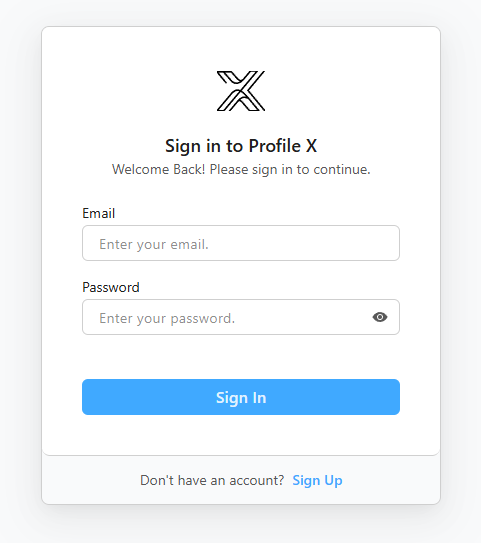 Sign in to Profile X
Welcome Back! Please sign in to continue.
Email
Enter your email.
Password
Enter your password.
Sign In
Don't have an account? Sign Up